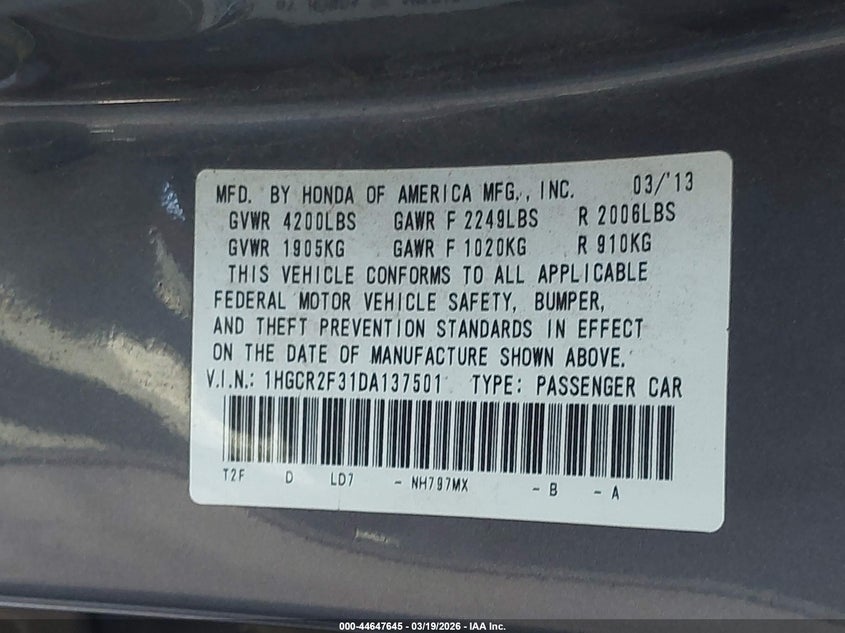 MFD. BY HONDA OF AMERICA MFG., INC. 03/'13
GVWR 4200LBS GAWR F 2249LBS R 2006LBS
GVWR 1905KG GAWR F 1020KG R 910KG
THIS VEHICLE CONFORMS TO ALL APPLICABLE
FEDERAL MOTOR VEHICLE SAFETY, BUMPER,
AND THEFT PREVENTION STANDARDS IN EFFECT
ON THE DATE OF MANUFACTURE SHOWN ABOVE.
V.I.N.: 1HGCR2F31DA137501 TYPE: PASSENGER CAR
T2F D LD7 - NH797MX - B - A
000-44647645 - 03/19/2026 - IAA Inc.